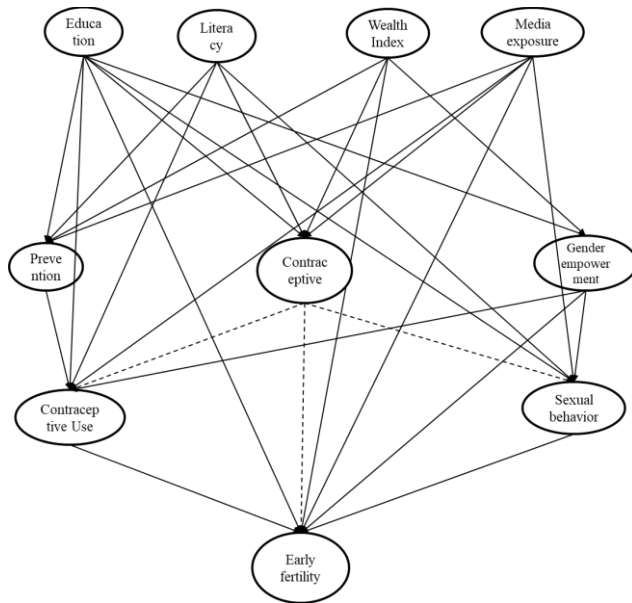 Educa
tion
Litera
cy
Wealth
Index
Media
exposure
Preve
ntion
Contrac
eptive
Gender
empower
ment
Contracep
tive Use
Sexual
behavior
Early
fertility